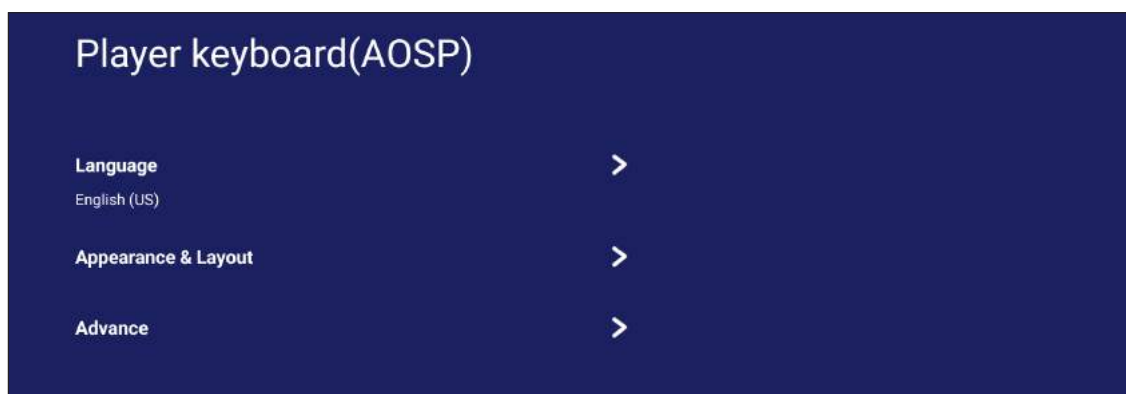 Player keyboard(AOSP)
Language
English (US)
Appearance & Layout
Advance